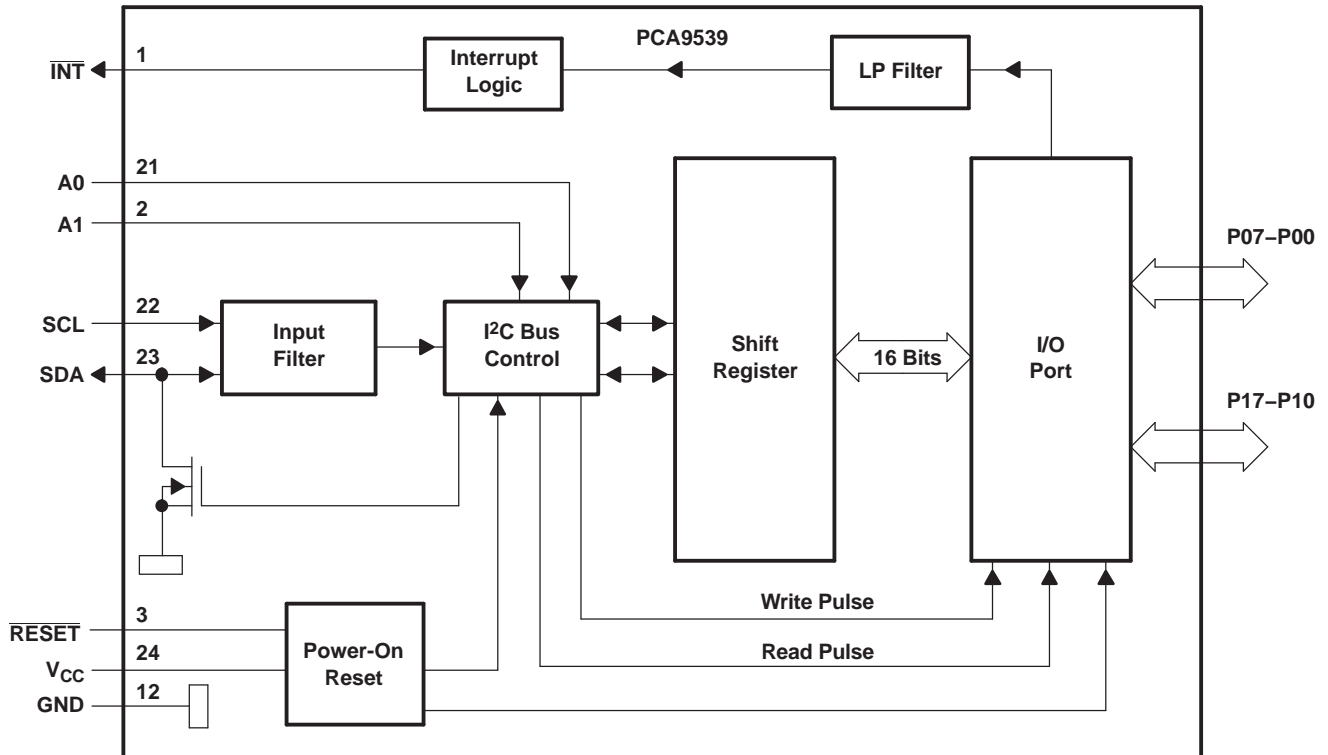 PCA9539
INT
1
Interrupt
Logic
LP Filter
A0
21
A1
2
P07–P00
SCL
22
SDA
23
Input
Filter
I²C Bus
Control
Shift
Register
16 Bits
I/O
Port
P17–P10
Write Pulse
Read Pulse
RESET
3
VCC
24
GND
12
Power-On
Reset